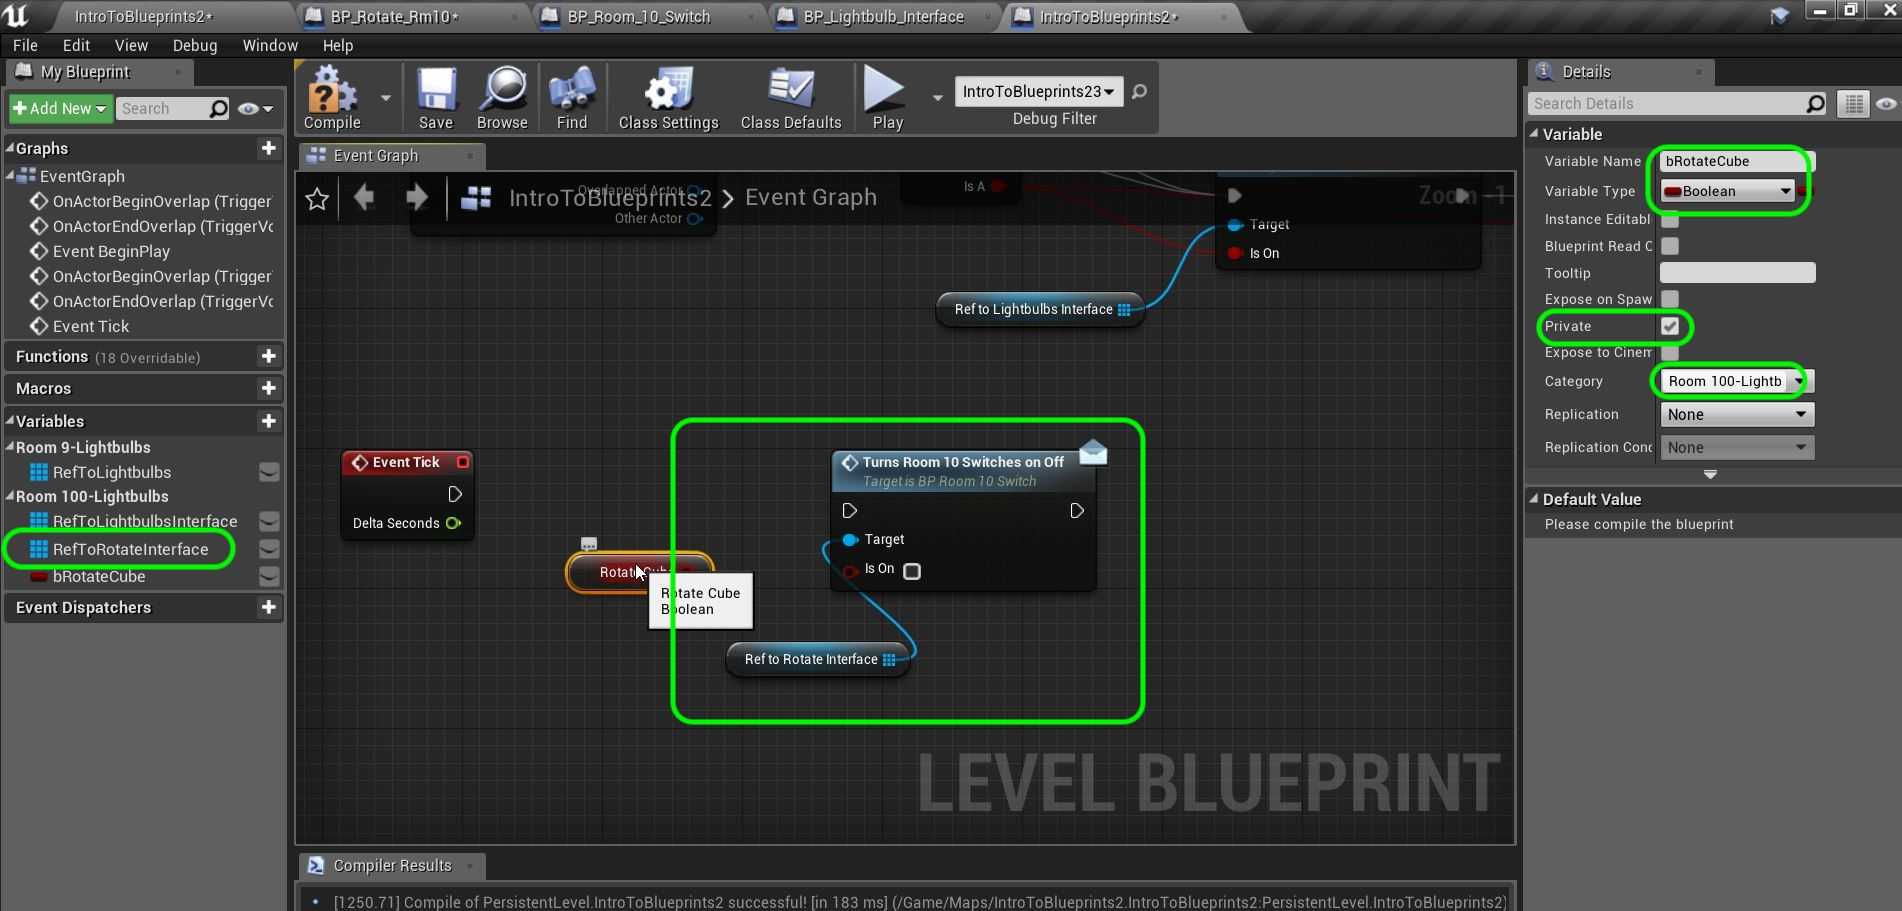 IntroToBlueprints2*
BP_Rotate_Rm10*
BP_Room_10_Switch
BP_Lightbulb_Interface
IntroToBlueprints2*
File Edit View Debug Window Help
My Blueprint
Add New
Search
Graphs
EventGraph
OnActorBeginOverlap (Trigger
OnActorEndOverlap (TriggerVo
Event BeginPlay
OnActorBeginOverlap (Trigger
OnActorEndOverlap (TriggerVo
Event Tick
Functions (18 Overridable)
Macros
Variables
Room 9-Lightbulbs
RefToLightbulbs
Room 100-Lightbulbs
RefToLightbulbsInterface
RefToRotateInterface
bRotateCube
Event Dispatchers
Compile
Save
Browse
Find
Class Settings
Class Defaults
Play
IntroToBlueprints23
Debug Filter
Event Graph
IntroToBlueprints2 > Event Graph
Zoom -1
Overlapped Actor
Other Actor
Is A
Target
Is On
Ref to Lightbulbs Interface
Event Tick
Delta Seconds
Rotate Cube
Rotate Cube
Boolean
Turns Room 10 Switches on Off
Target is BP Room 10 Switch
Target
Is On
Ref to Rotate Interface
LEVEL BLUEPRINT
Compiler Results
[1250.71] Compile of PersistentLevel.IntroToBlueprints2 successful! [in 183 ms] (/Game/Maps/IntroToBlueprints2.IntroToBlueprints2:PersistentLevel.IntroToBlueprints2)
Details
Search Details
Variable
Variable Name bRotateCube
Variable Type Boolean
Instance Editabl
Blueprint Read O
Tooltip
Expose on Spaw
Private
Expose to Cinem
Category Room 100-Lightb
Replication None
Replication Conc None
Default Value
Please compile the blueprint